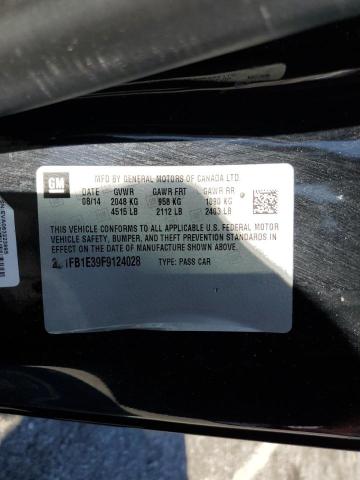 GM
MFD BY GENERAL MOTORS OF CANADA LTD.
DATE GVWR GAWR FRT GAWR RR
08/14 2048 KG 958 KG 1090 KG
4515 LB 2112 LB 2403 LB
THIS VEHICLE CONFORMS TO ALL APPLICABLE U.S. FEDERAL MOTOR
VEHICLE SAFETY, BUMPER, AND THEFT PREVENTION STANDARDS IN
EFFECT ON THE DATE OF MANUFACTURE SHOWN ABOVE.
FB1E39F9124028 TYPE: PASS CAR